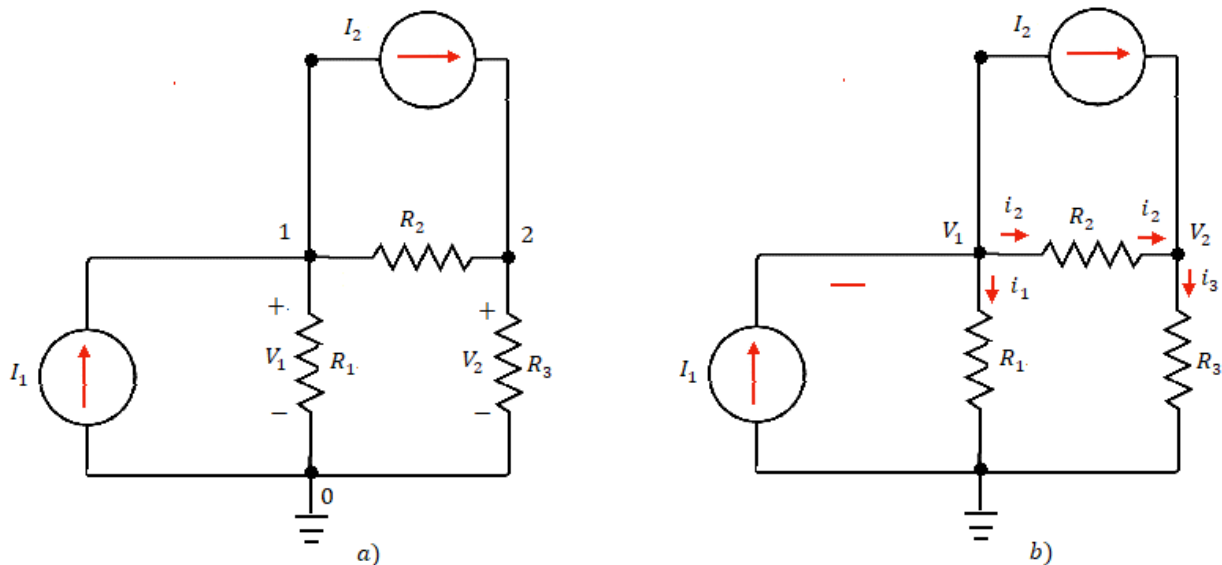 I₂
R₂
1
2
+
V₁
−
R₁
+
V₂
−
R₃
I₁
0
a)
I₂
V₁
i₂
R₂
i₂
V₂
i₁
i₃
R₁
R₃
I₁
b)